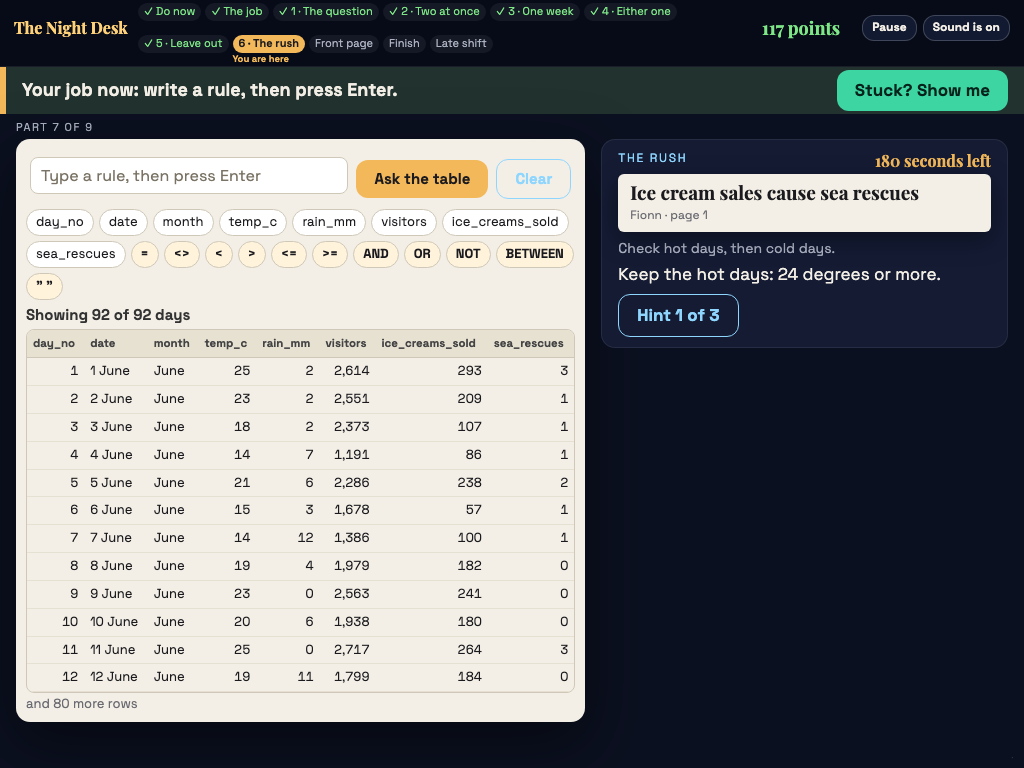 The Night Desk
✓ Do now ✓ The job ✓ 1 · The question ✓ 2 · Two at once ✓ 3 · One week ✓ 4 · Either one
✓ 5 · Leave out 6 · The rush Front page Finish Late shift
You are here
117 points
Pause
Sound is on
Your job now: write a rule, then press Enter.
Stuck? Show me
PART 7 OF 9
Type a rule, then press Enter
Ask the table
Clear
day_no date month temp_c rain_mm visitors ice_creams_sold
sea_rescues = <> < > <= >= AND OR NOT BETWEEN
" "
Showing 92 of 92 days
day_no date month temp_c rain_mm visitors ice_creams_sold sea_rescues
1 1 June June 25 2 2,614 293 3
2 2 June June 23 2 2,551 209 1
3 3 June June 18 2 2,373 107 1
4 4 June June 14 7 1,191 86 1
5 5 June June 21 6 2,286 238 2
6 6 June June 15 3 1,678 57 1
7 7 June June 14 12 1,386 100 1
8 8 June June 19 4 1,979 182 0
9 9 June June 23 0 2,563 241 0
10 10 June June 20 6 1,938 180 0
11 11 June June 25 0 2,717 264 3
12 12 June June 19 11 1,799 184 0
and 80 more rows
THE RUSH
180 seconds left
Ice cream sales cause sea rescues
Fionn · page 1
Check hot days, then cold days.
Keep the hot days: 24 degrees or more.
Hint 1 of 3